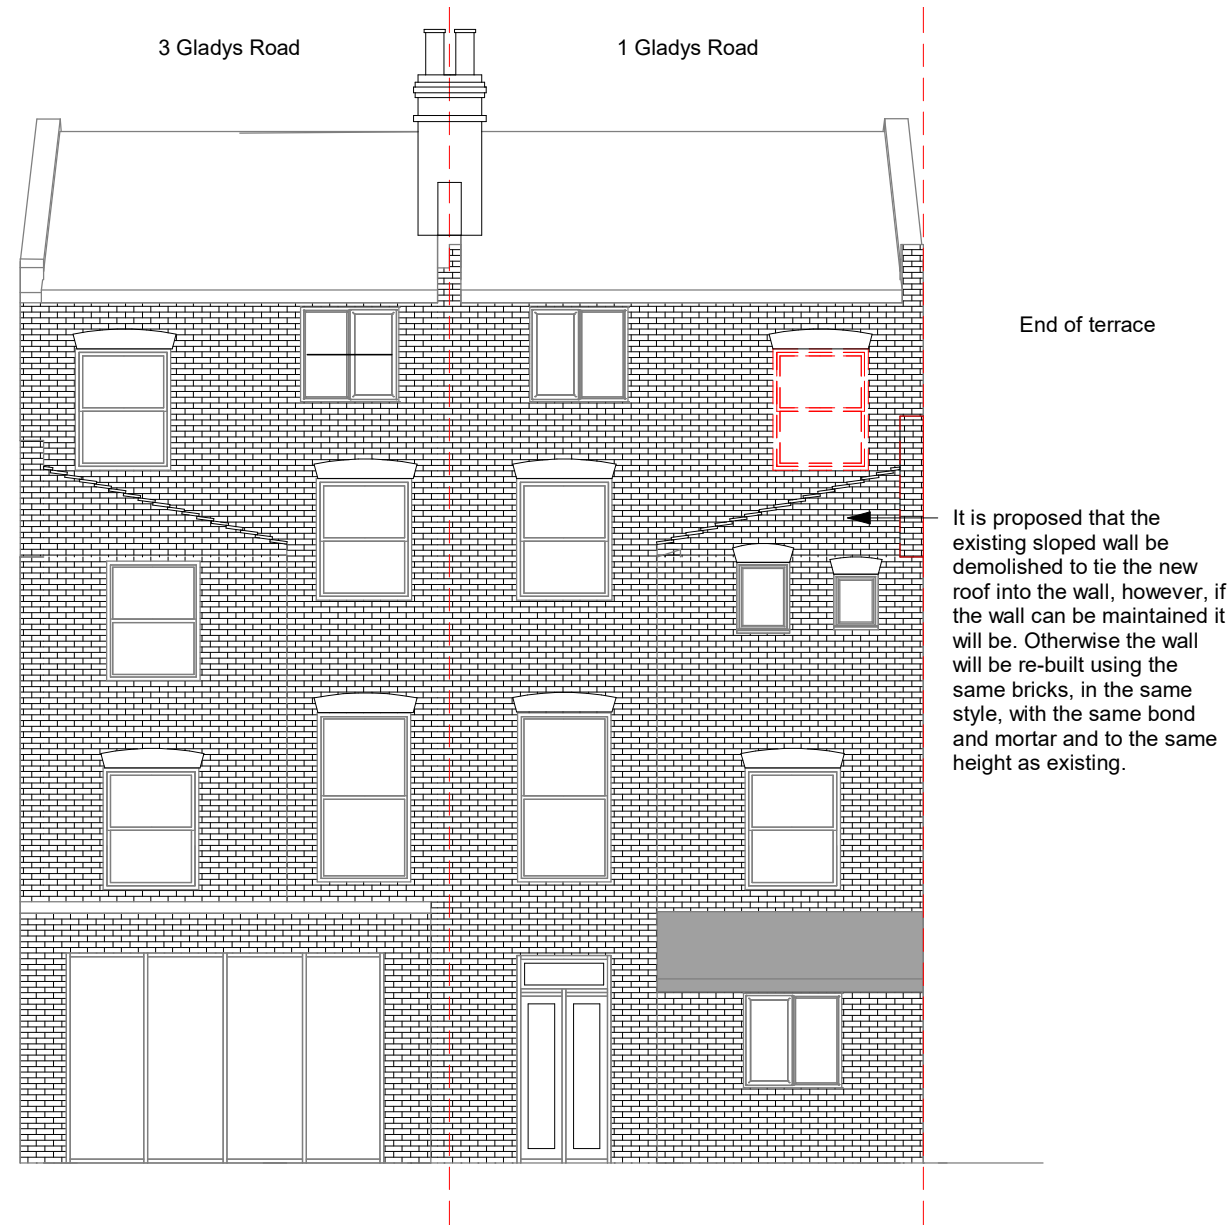 3 Gladys Road
1 Gladys Road
End of terrace
It is proposed that the
existing sloped wall be
demolished to tie the new
roof into the wall, however, if
the wall can be maintained it
will be. Otherwise the wall
will be re-built using the
same bricks, in the same
style, with the same bond
and mortar and to the same
height as existing.